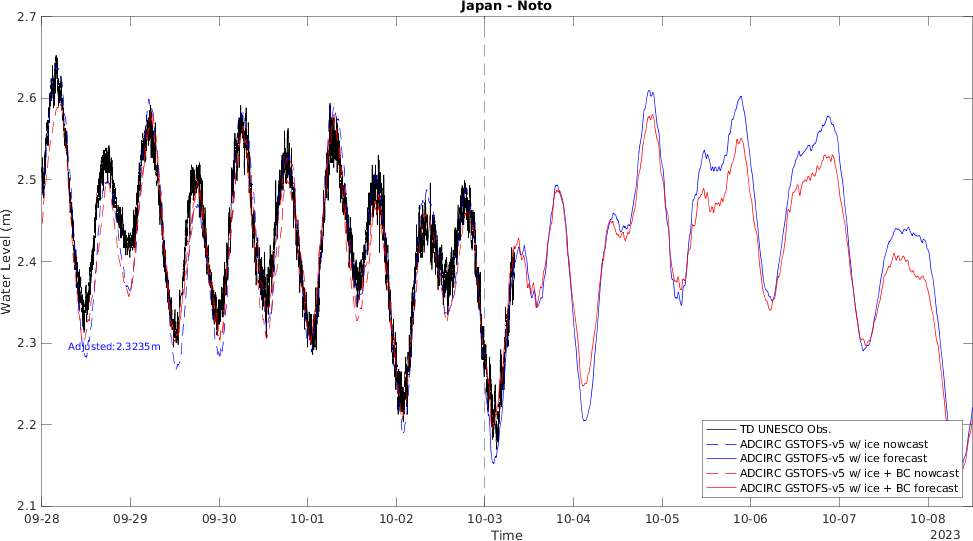 Japan - Noto
2.7
2.6
2.5
2.4
2.3
2.2
2.1
Water Level (m)
Adjusted:2.3235m
TD UNESCO Obs.
ADCIRC GSTOFS-v5 w/ ice nowcast
ADCIRC GSTOFS-v5 w/ ice forecast
ADCIRC GSTOFS-v5 w/ ice + BC nowcast
ADCIRC GSTOFS-v5 w/ ice + BC forecast
09-28 09-29 09-30 10-01 10-02 10-03 10-04 10-05 10-06 10-07 10-08
Time 2023